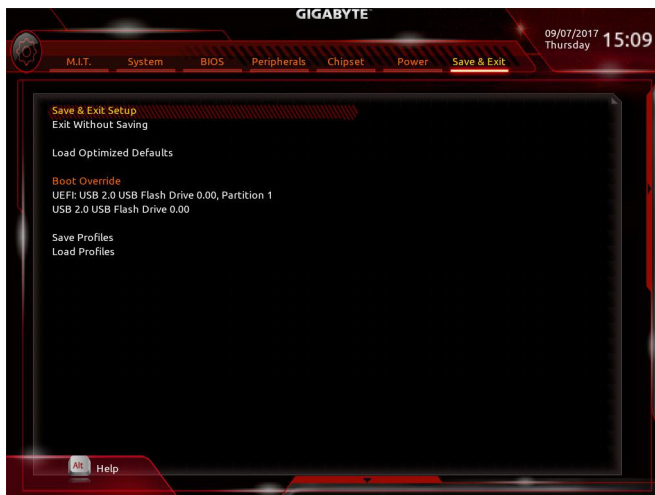 GIGABYTE™
09/07/2017 15:09
Thursday
M.I.T. System BIOS Peripherals Chipset Power Save & Exit
Save & Exit Setup
Exit Without Saving
Load Optimized Defaults
Boot Override
UEFI: USB 2.0 USB Flash Drive 0.00, Partition 1
USB 2.0 USB Flash Drive 0.00
Save Profiles
Load Profiles
Alt Help